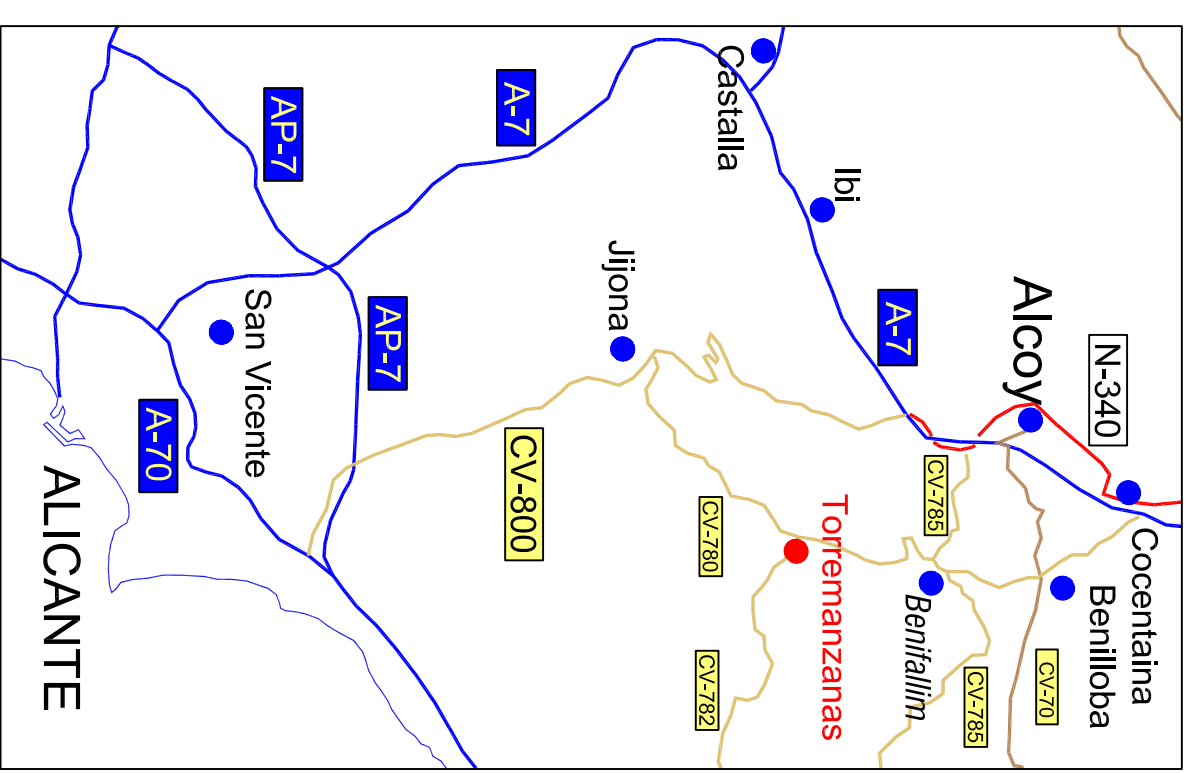 Cocentaina
N-340
Benilloba
CV-70
Alcoy
CV-785
CV-785
Benifallim
A-7
Ibi
Torremanzanas
Castalla
CV-780
CV-782
Jijona
A-7
CV-800
AP-7
AP-7
San Vicente
A-70
ALICANTE